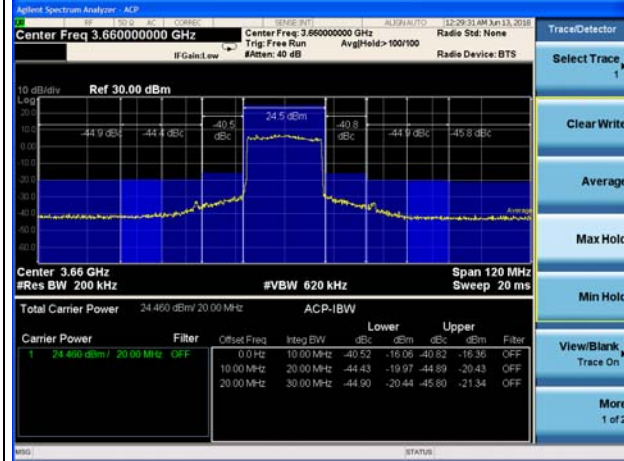 Agilent Spectrum Analyzer - ACP
RF 50 Ω AC CORREC SENSE:INT ALIGN AUTO 12:29:31 AM Jun 13, 2018
Center Freq 3.660000000 GHz
Center Freq: 3.660000000 GHz
Radio Std: None
Trig: Free Run Avg|Hold:>100/100
IFGain:Low #Atten: 40 dB Radio Device: BTS
10 dB/div Ref 30.00 dBm
Log
20.0
10.0
0.00
-10.0
-20.0
-30.0
-40.0
-50.0
-60.0
-44.9 dBc -44.4 dBc -40.5 dBc 24.5 dBm -40.8 dBc -44.9 dBc -45.8 dBc
Average
Center 3.66 GHz Span 120 MHz
#Res BW 200 kHz #VBW 620 kHz Sweep 20 ms
Total Carrier Power 24.460 dBm/ 20.00 MHz ACP-IBW
Lower Upper
Carrier Power Filter Offset Freq Integ BW dBc dBm dBc dBm Filter
1 24.460 dBm / 20.00 MHz OFF 0.0 Hz 10.00 MHz -40.52 -16.06 -40.82 -16.36 OFF
10.00 MHz 20.00 MHz -44.43 -19.97 -44.89 -20.43 OFF
20.00 MHz 30.00 MHz -44.90 -20.44 -45.80 -21.34 OFF
MSG STATUS
Trace/Detector
Select Trace
1
Clear Write
Average
Max Hold
Min Hold
View/Blank
Trace On
More
1 of 2